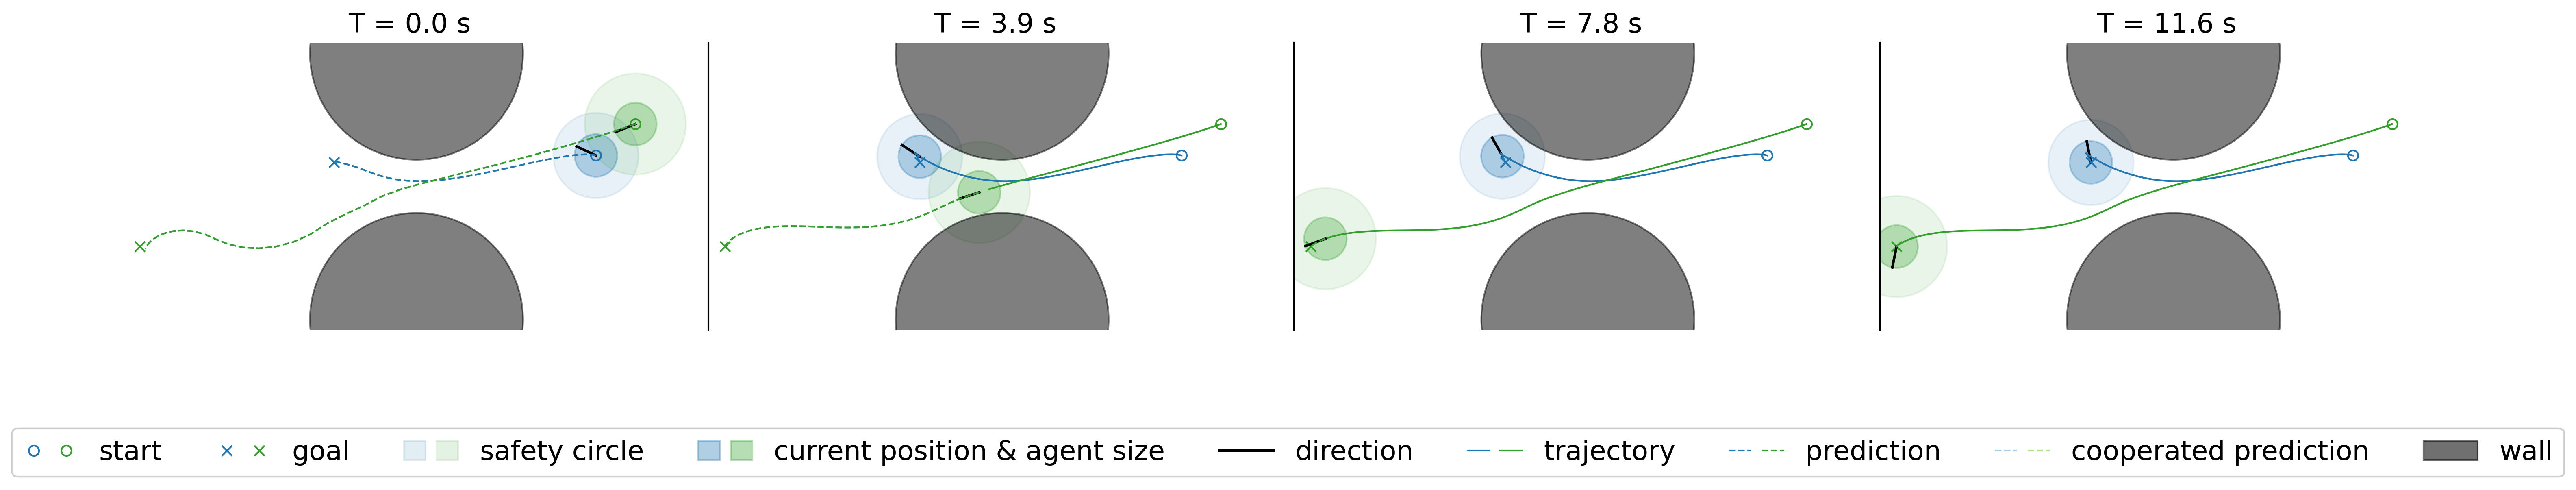 T = 0.0 s
T = 3.9 s
T = 7.8 s
T = 11.6 s
start goal safety circle current position & agent size direction trajectory prediction cooperated prediction wall